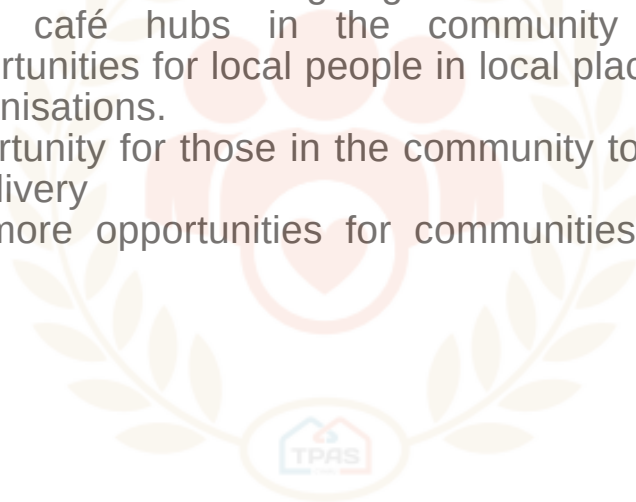 café hubs in the community
rtunities for local people in local plac
nisations.
rtunity for those in the community to
livery
more opportunities for communities
TPAS